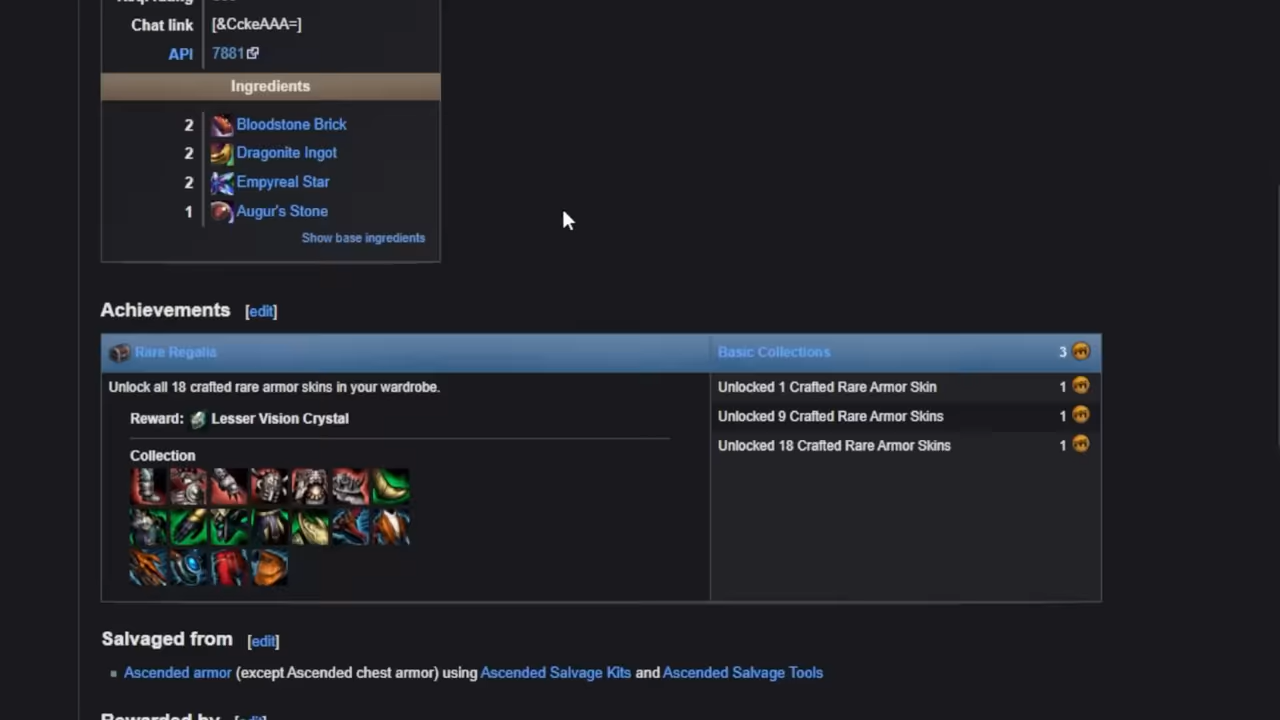 Chat link [&CckeAAA=]
API 7881
Ingredients
2 Bloodstone Brick
2 Dragonite Ingot
2 Empyreal Star
1 Augur's Stone
Show base ingredients
Achievements [edit]
Rare Regalia
Basic Collections 3
Unlock all 18 crafted rare armor skins in your wardrobe.
Unlocked 1 Crafted Rare Armor Skin 1
Reward: Lesser Vision Crystal
Unlocked 9 Crafted Rare Armor Skins 1
Unlocked 18 Crafted Rare Armor Skins 1
Collection
Salvaged from [edit]
Ascended armor (except Ascended chest armor) using Ascended Salvage Kits and Ascended Salvage Tools
Rewarded by [edit]